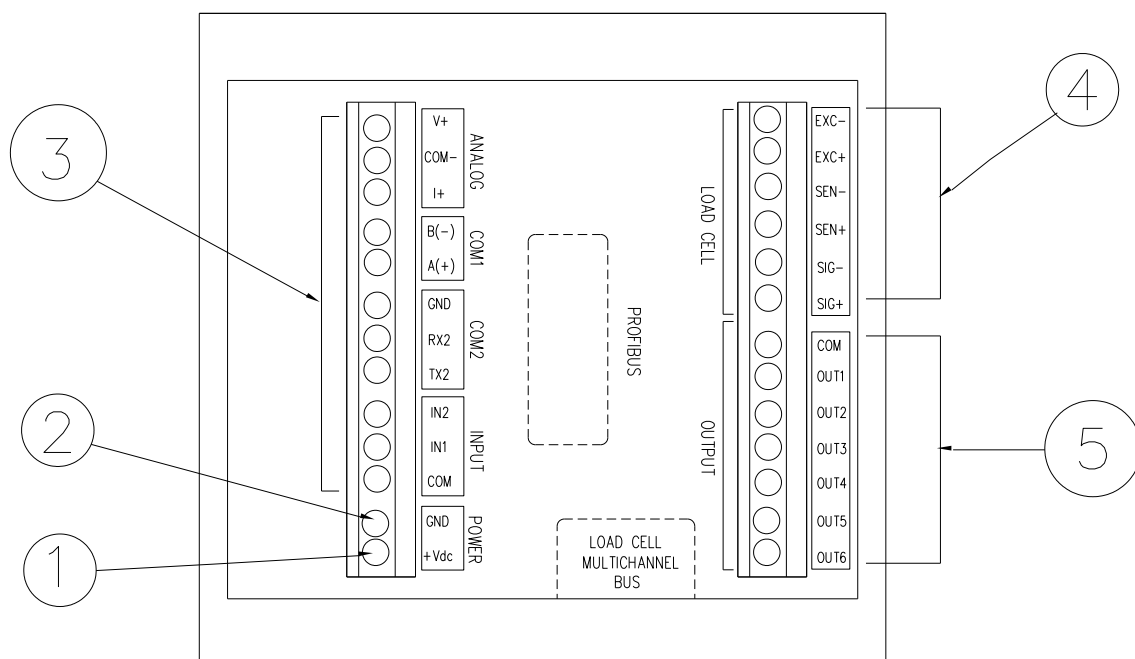 V+
COM-
I+
ANALOG
B(-)
A(+)
COM1
GND
RX2
TX2
COM2
IN2
IN1
COM
INPUT
GND
+Vdc
POWER
3
2
1
PROFIBUS
LOAD CELL
MULTICHANNEL
BUS
LOAD CELL
EXC-
EXC+
SEN-
SEN+
SIG-
SIG+
OUTPUT
COM
OUT1
OUT2
OUT3
OUT4
OUT5
OUT6
4
5